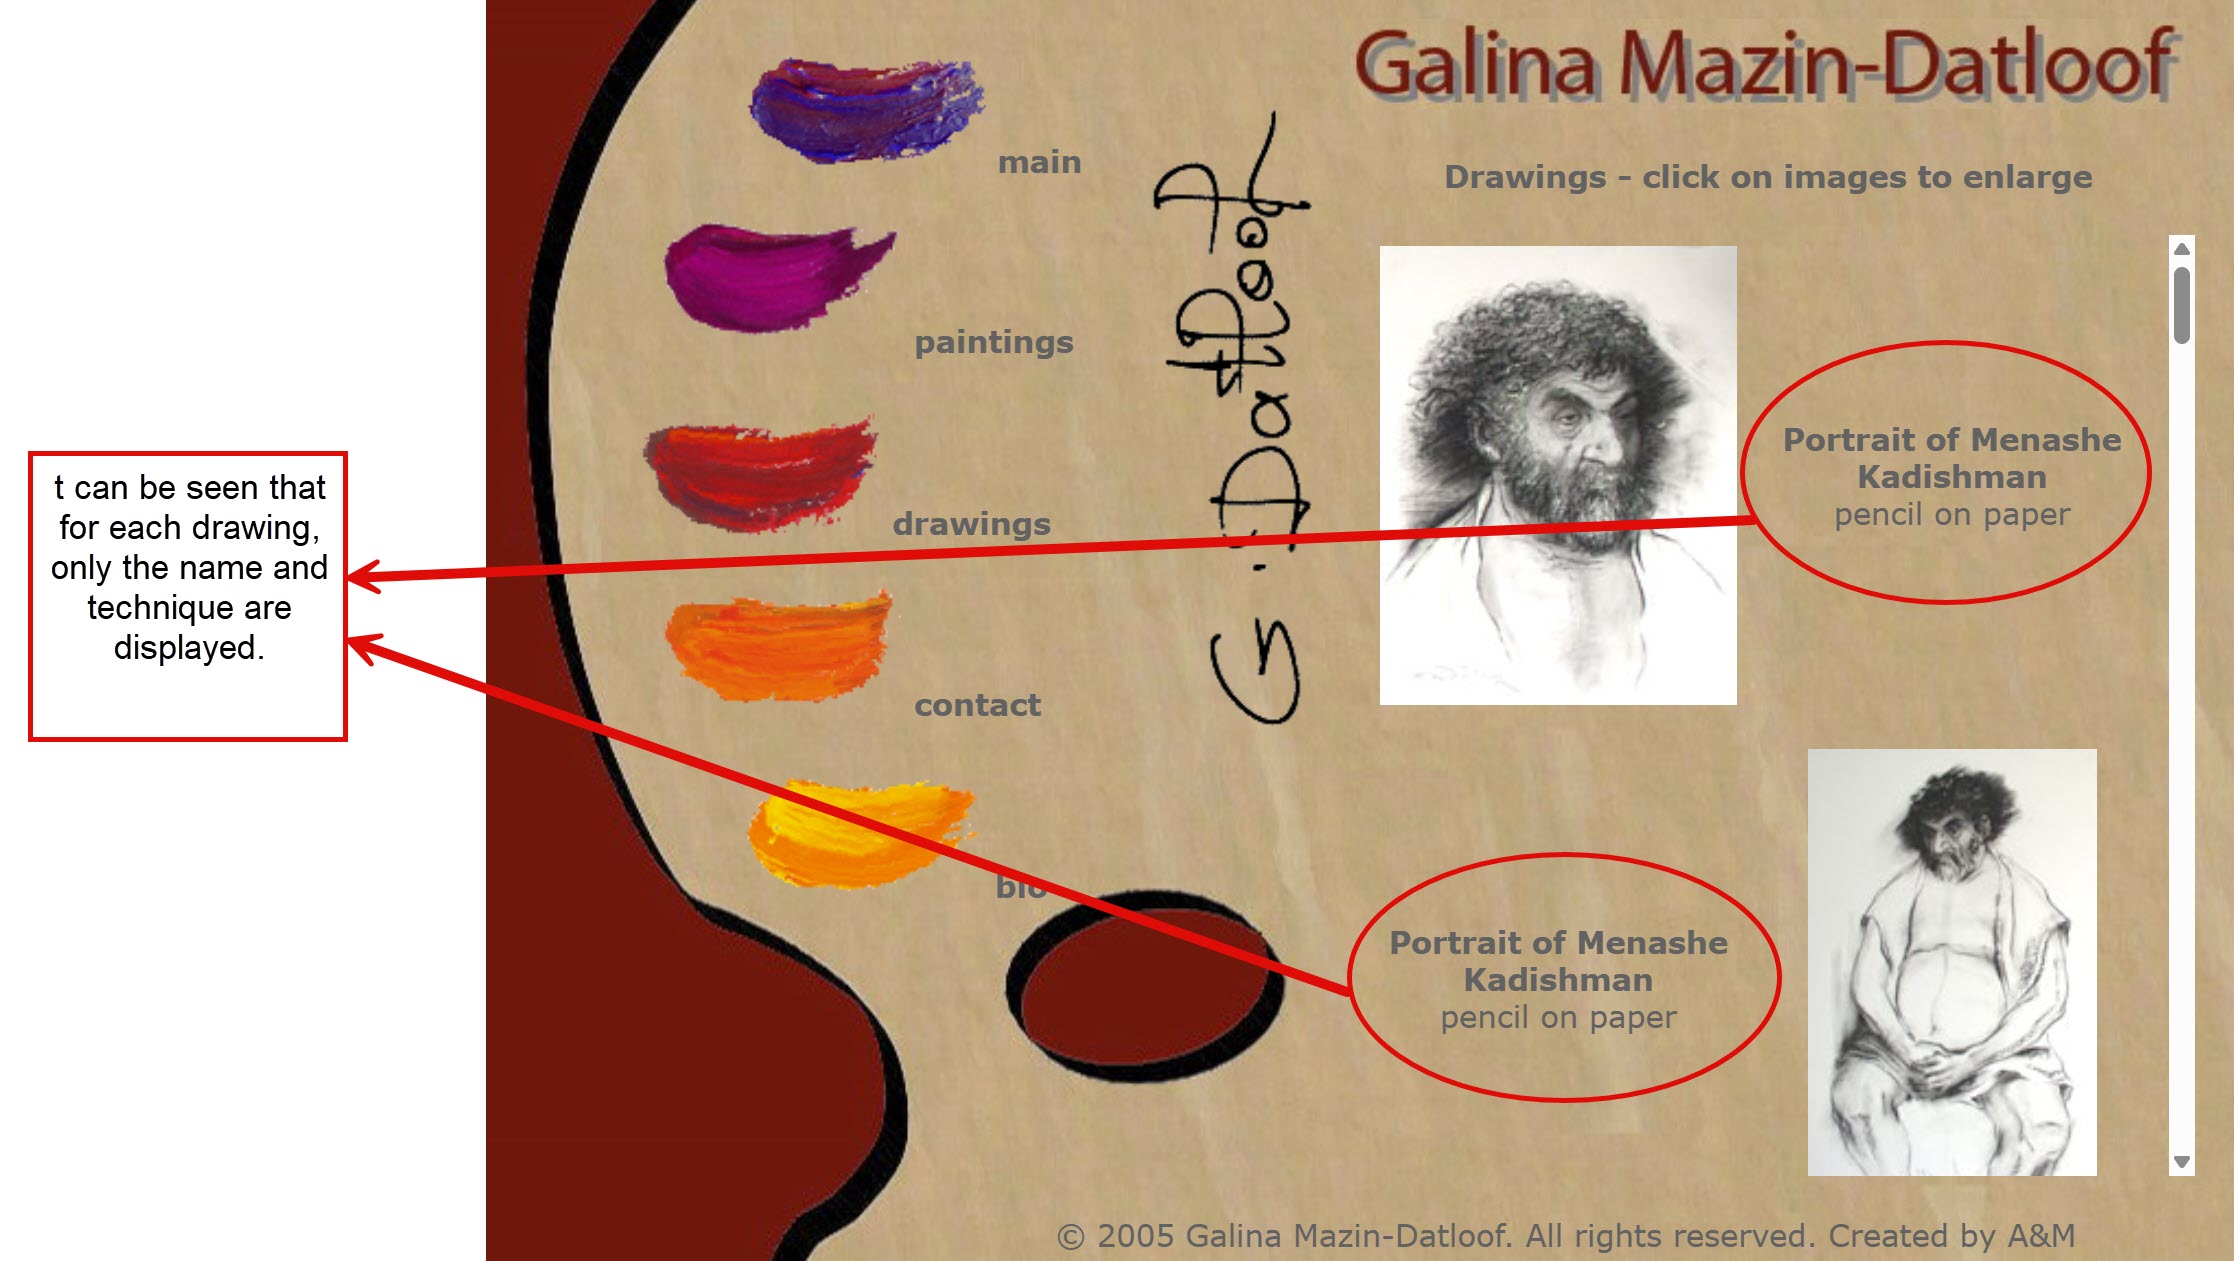 Galina Mazin-Datloof
main
Drawings - click on images to enlarge
paintings
drawings
contact
bio
G. Datloof
Portrait of Menashe
Kadishman
pencil on paper
t can be seen that
for each drawing,
only the name and
technique are
displayed.
Portrait of Menashe
Kadishman
pencil on paper
© 2005 Galina Mazin-Datloof. All rights reserved. Created by A&M